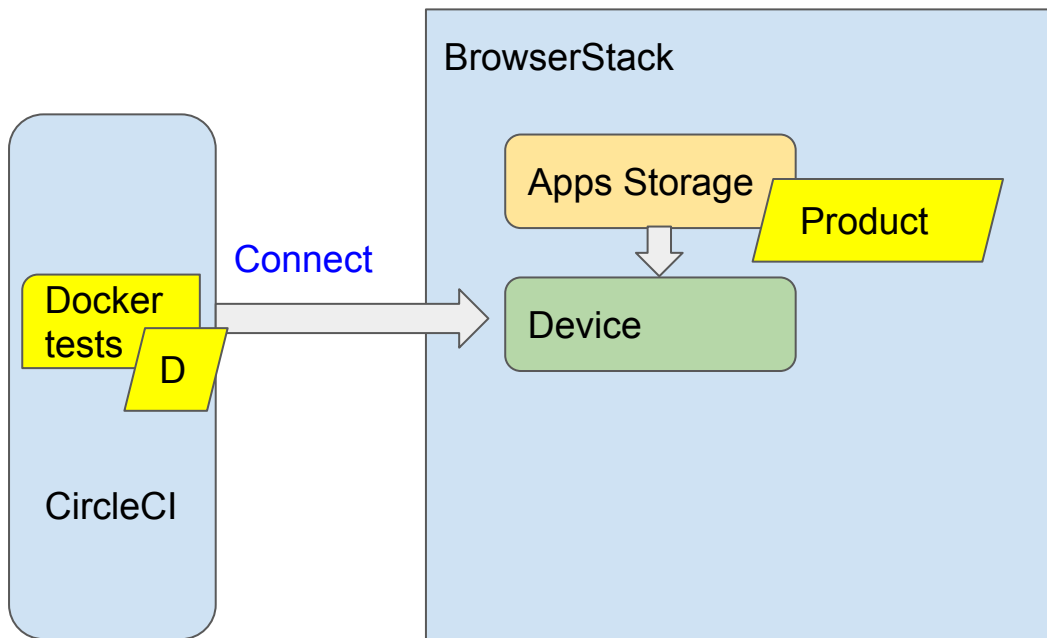 BrowserStack
Apps Storage
Product
Connect
Docker
tests
Device
D
CircleCI